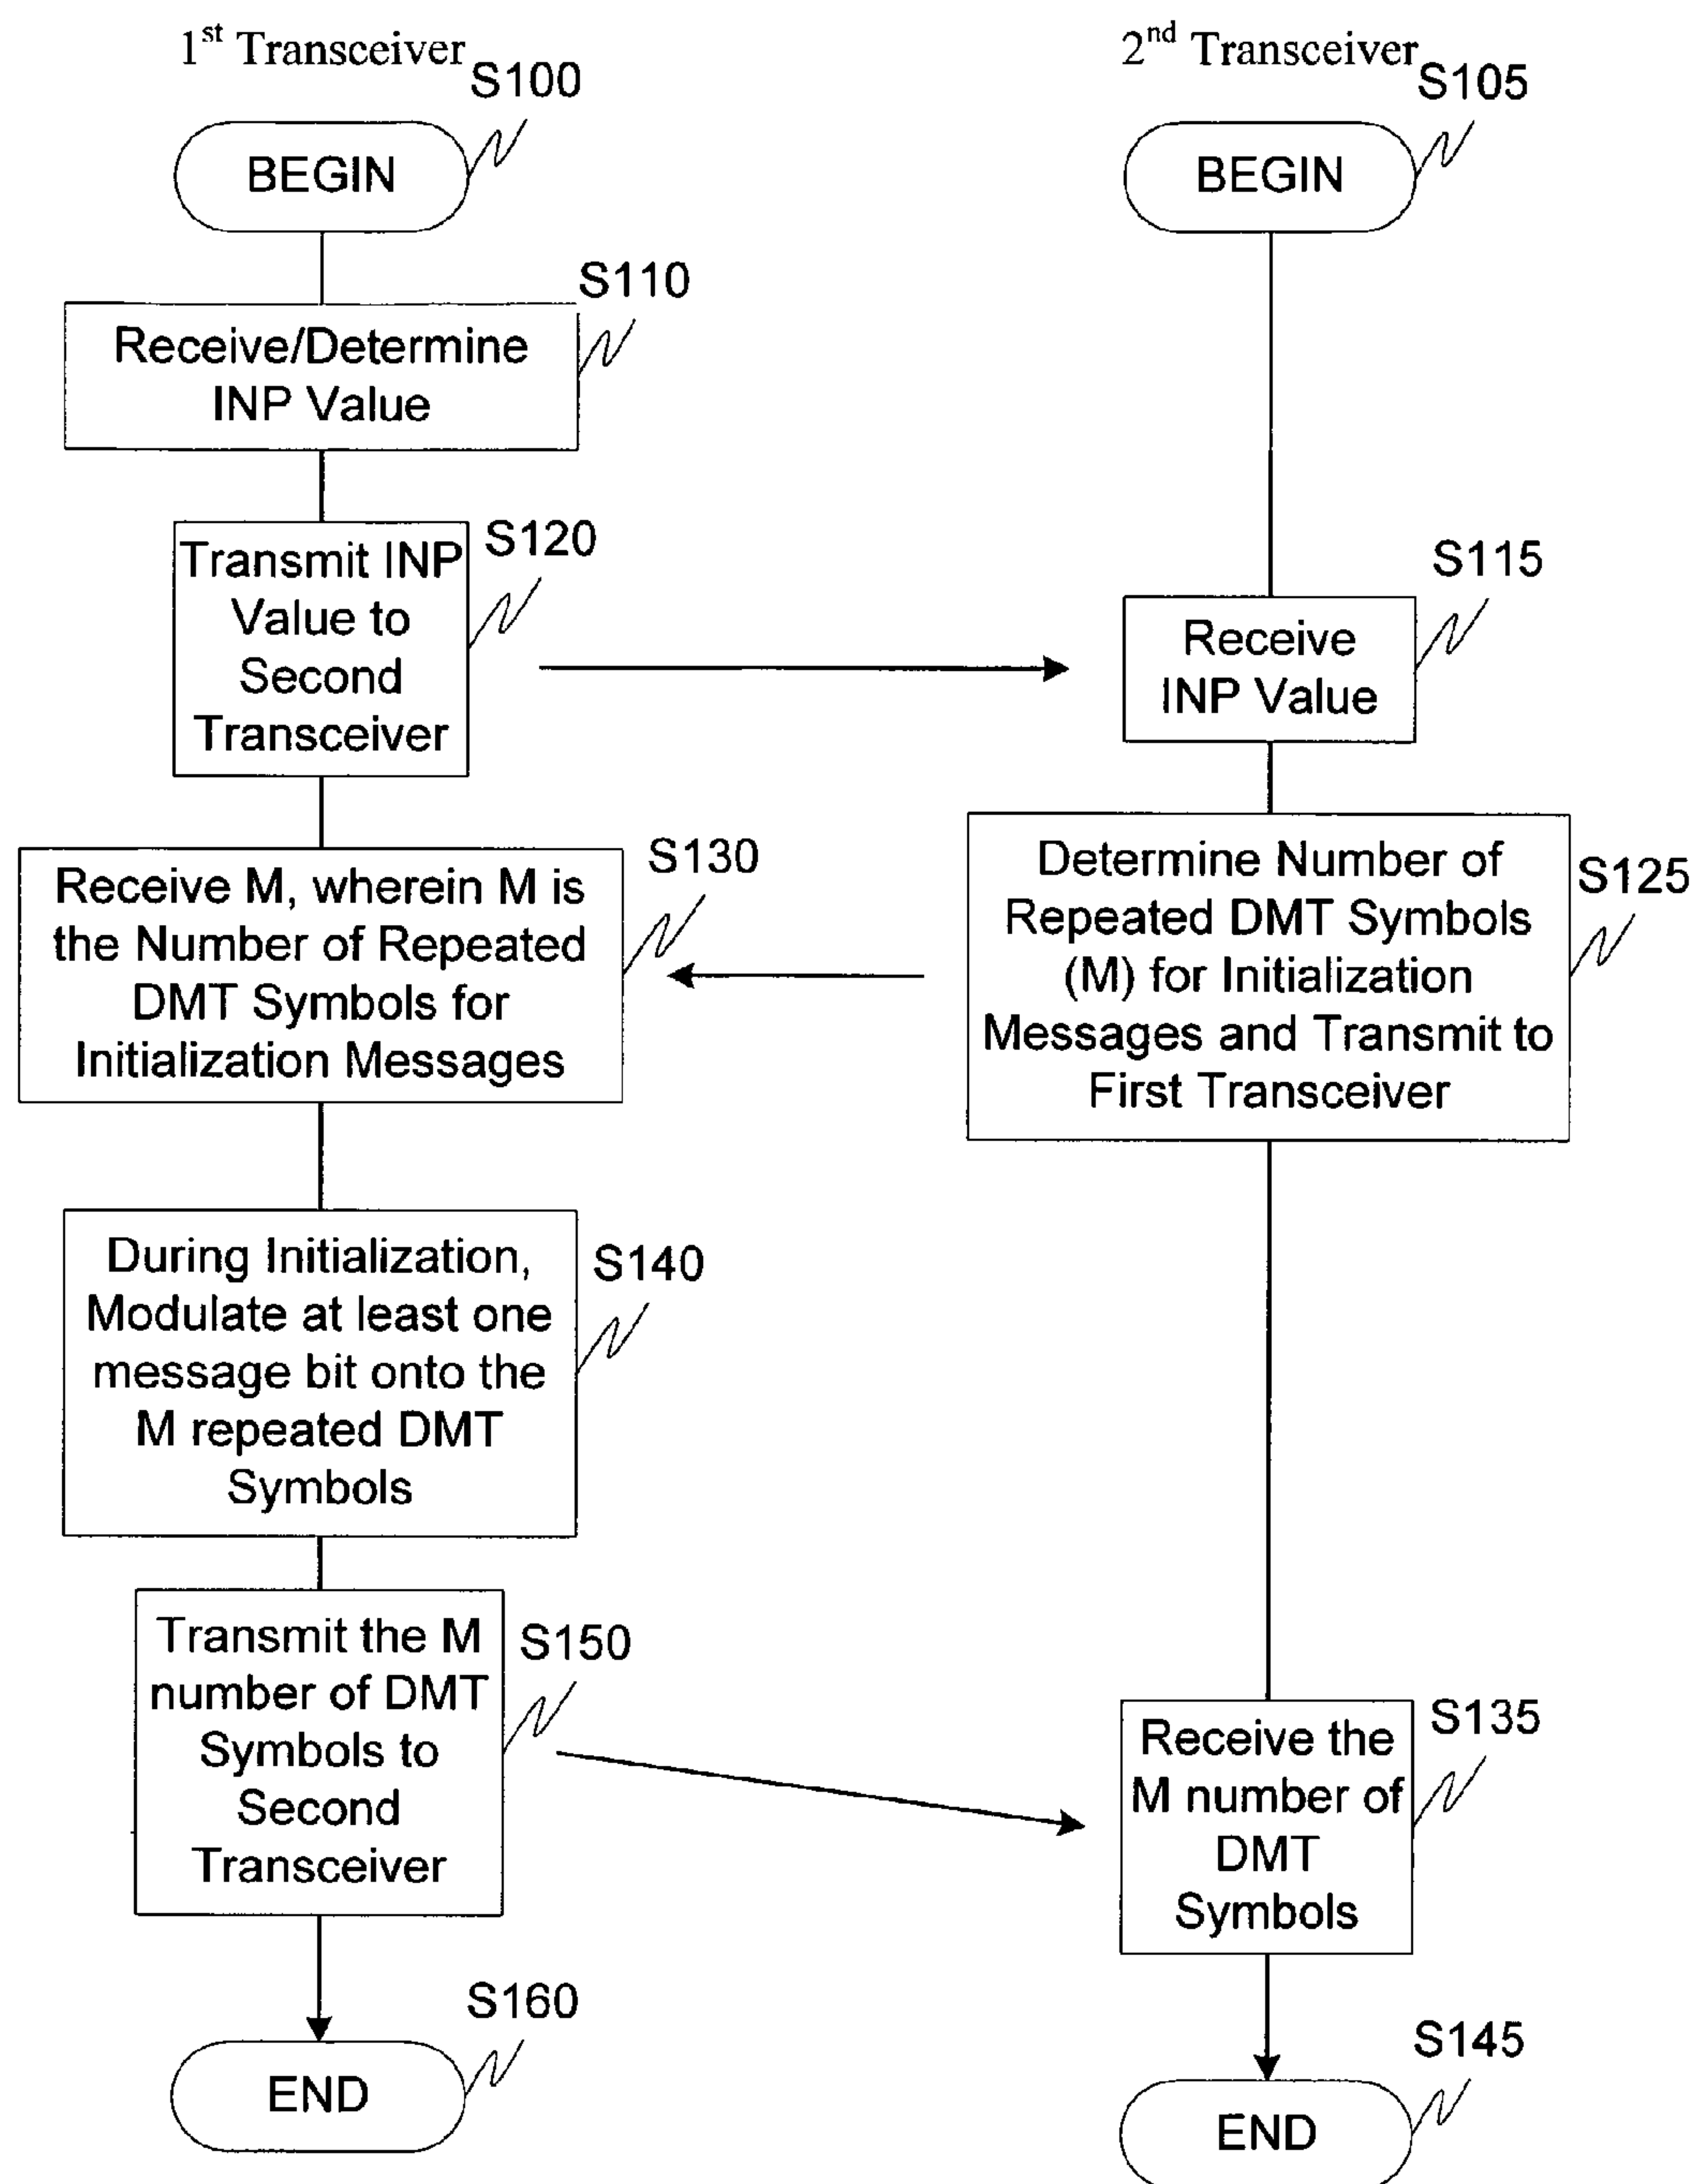 1st Transceiver
S100
BEGIN
S110
Receive/Determine
INP Value
S120
Transmit INP
Value to
Second
Transceiver
S130
Receive M, wherein M is
the Number of Repeated
DMT Symbols for
Initialization Messages
S140
During Initialization,
Modulate at least one
message bit onto the
M repeated DMT
Symbols
S150
Transmit the M
number of DMT
Symbols to
Second
Transceiver
S160
END
2nd Transceiver
S105
BEGIN
S115
Receive
INP Value
S125
Determine Number of
Repeated DMT Symbols
(M) for Initialization
Messages and Transmit to
First Transceiver
S135
Receive the
M number of
DMT
Symbols
S145
END